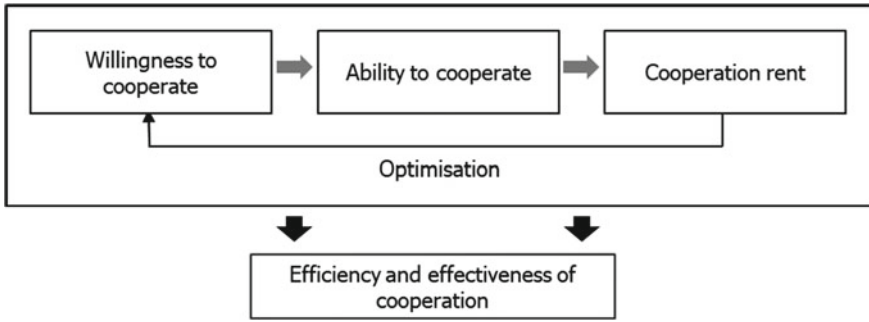 Willingness to
cooperate
Ability to cooperate
Cooperation rent
Optimisation
Efficiency and effectiveness of
cooperation